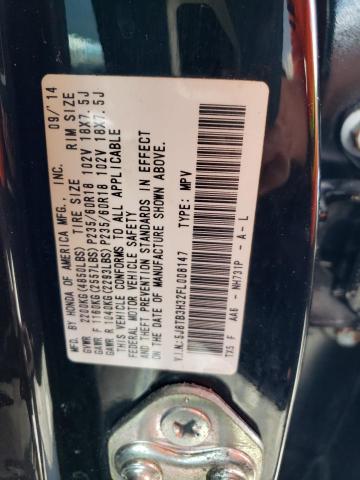 MFD. BY HONDA OF AMERICA MFG., INC. 09/'14
TIRE SIZE RIM SIZE
GVWR 2200KG(4850LBS)
GAWR F 1160KG(2557LBS) P235/60R18 102V 18X7.5J
GAWR R 1040KG(2293LBS) P235/60R18 102V 18X7.5J
THIS VEHICLE CONFORMS TO ALL APPLICABLE
FEDERAL MOTOR VEHICLE SAFETY
AND THEFT PREVENTION STANDARDS IN EFFECT
ON THE DATE OF MANUFACTURE SHOWN ABOVE.
V.I.N.: TYPE: MPV
TX5 F AA6 - NH731P - A - L